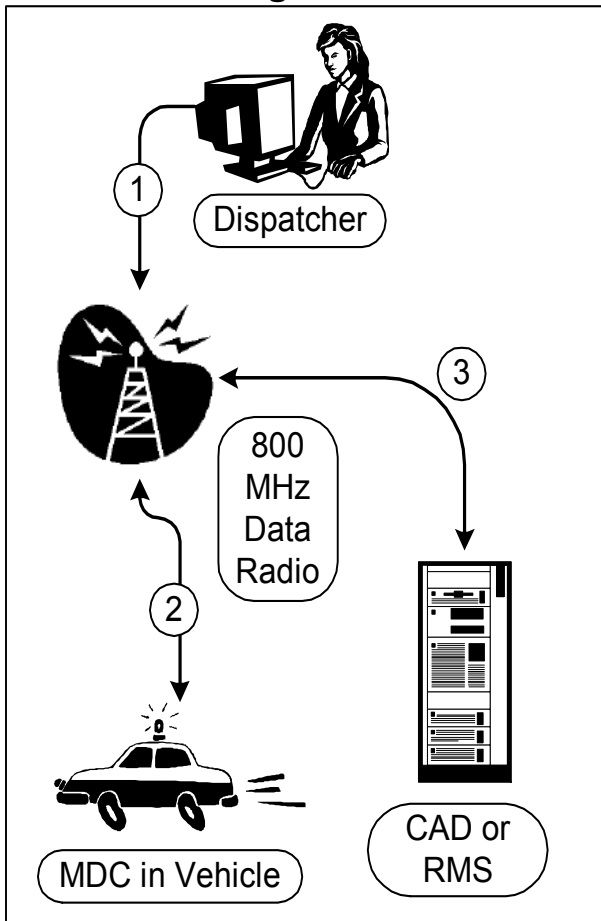 1
Dispatcher
3
800
MHz
Data
Radio
2
MDC in Vehicle
CAD or
RMS